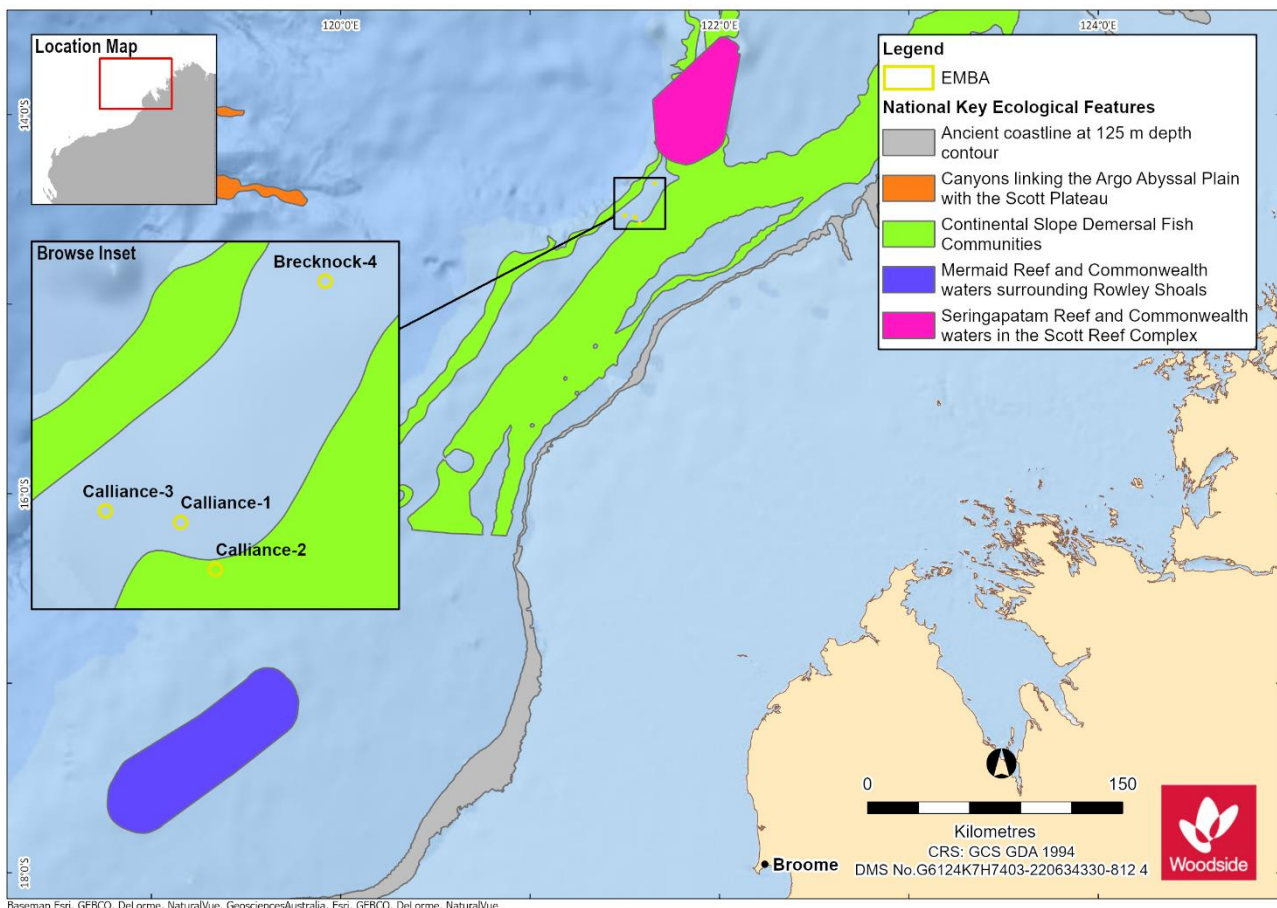 120°0'E
122°0'E
124°0'E
Location Map
14°0'S
16°0'S
18°0'S
Legend
EMBA
National Key Ecological Features
Ancient coastline at 125 m depth
contour
Canyons linking the Argo Abyssal Plain
with the Scott Plateau
Continental Slope Demersal Fish
Communities
Mermaid Reef and Commonwealth
waters surrounding Rowley Shoals
Seringapatam Reef and Commonwealth
waters in the Scott Reef Complex
Browse Inset
Brecknock-4
Calliance-3
Calliance-1
Calliance-2
0
150
Kilometres
CRS: GCS GDA 1994
DMS No.G6124K7H7403-220634330-812 4
Broome
Woodside
Basemap Esri, GEBCO, DeLorme, NaturalVue, GeosciencesAustralia, Esri, GEBCO, DeLorme, NaturalVue